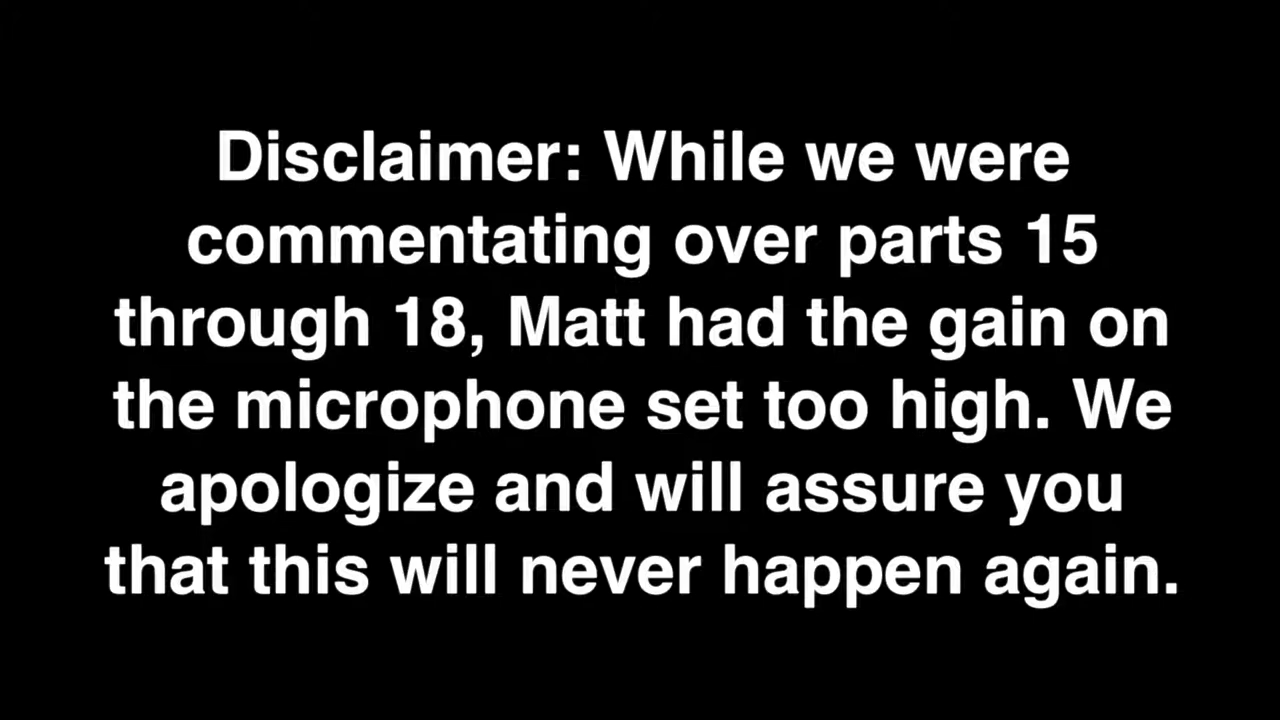 Disclaimer: While we were
commentating over parts 15
through 18, Matt had the gain on
the microphone set too high. We
apologize and will assure you
that this will never happen again.